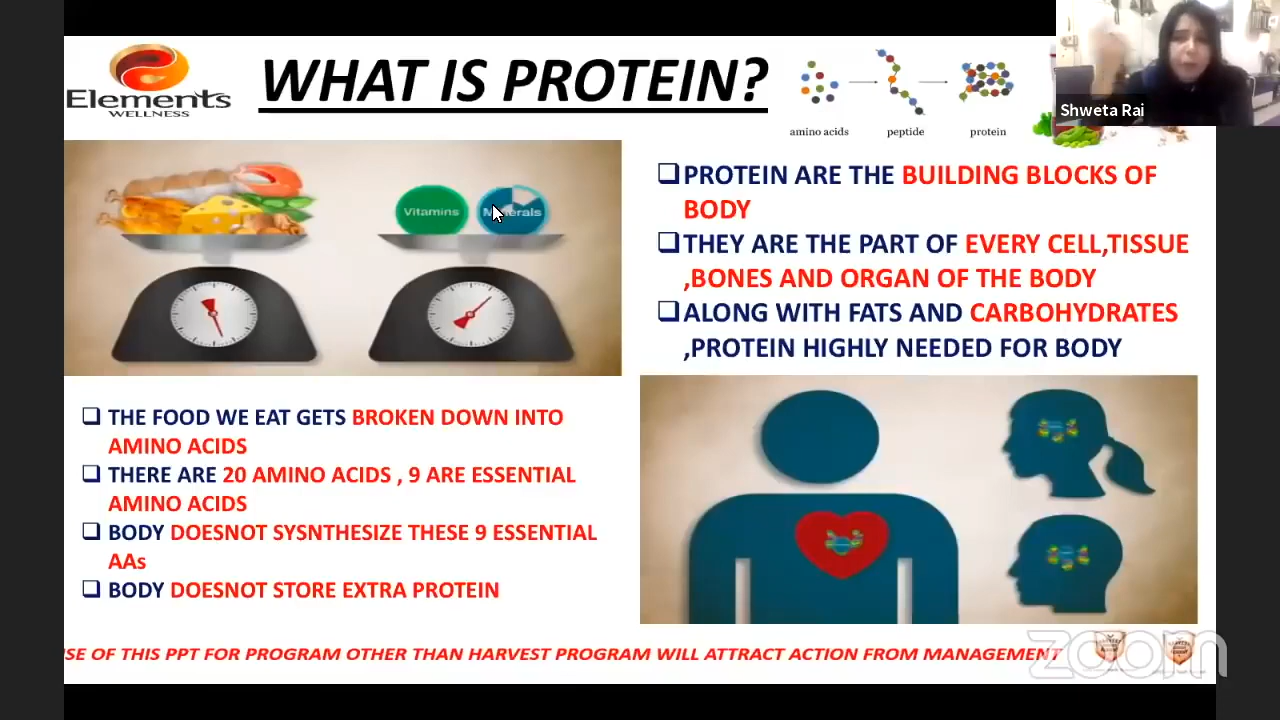 Elements
WELLNESS
WHAT IS PROTEIN?
amino acids
peptide
protein
Shweta Rai
Vitamins
❑PROTEIN ARE THE BUILDING BLOCKS OF
BODY
❑THEY ARE THE PART OF EVERY CELL,TISSUE
,BONES AND ORGAN OF THE BODY
❑ALONG WITH FATS AND CARBOHYDRATES
,PROTEIN HIGHLY NEEDED FOR BODY
❑ THE FOOD WE EAT GETS BROKEN DOWN INTO
AMINO ACIDS
❑ THERE ARE 20 AMINO ACIDS , 9 ARE ESSENTIAL
AMINO ACIDS
❑ BODY DOESNOT SYSNTHESIZE THESE 9 ESSENTIAL
AAs
❑ BODY DOESNOT STORE EXTRA PROTEIN
SE OF THIS PPT FOR PROGRAM OTHER THAN HARVEST PROGRAM WILL ATTRACT ACTION FROM MANAGEMENT
zoom